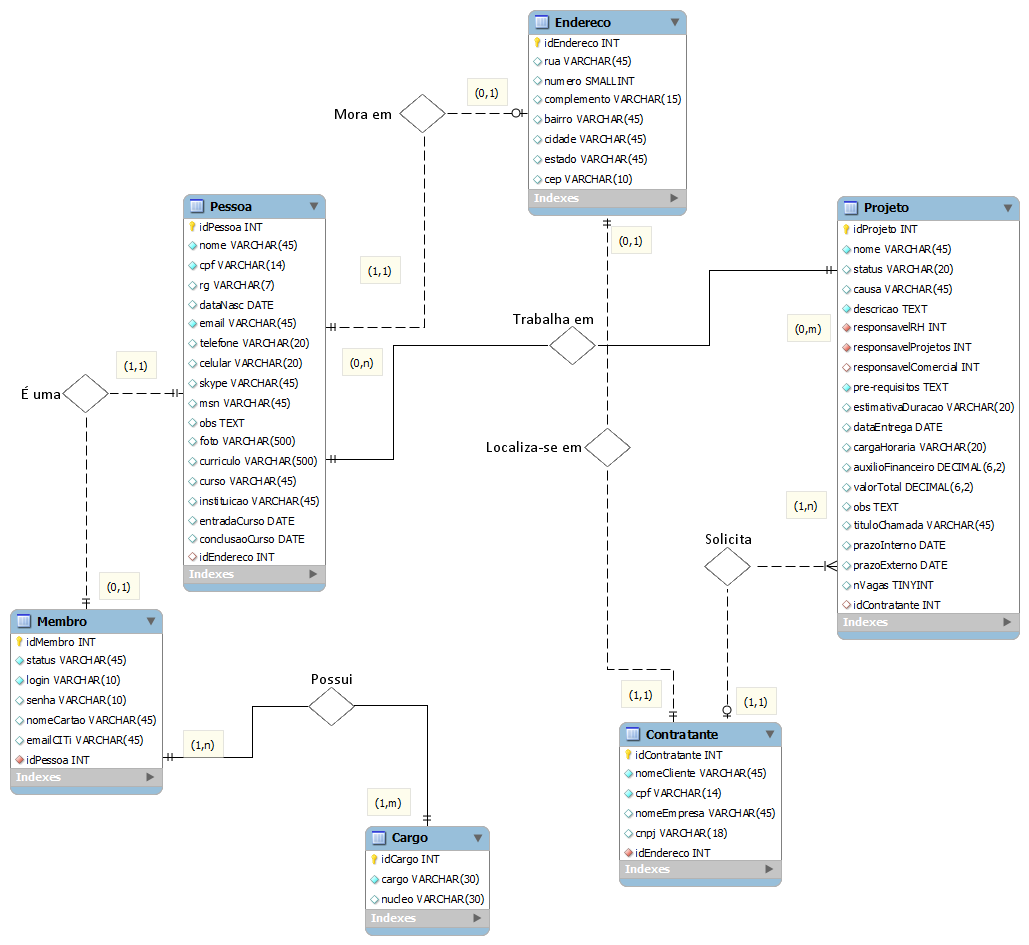 Endereco
idEndereco INT
rua VARCHAR(45)
numero SMALLINT
complemento VARCHAR(15)
bairro VARCHAR(45)
cidade VARCHAR(45)
estado VARCHAR(45)
cep VARCHAR(10)
Indexes
(0,1)
Mora em
(1,1)
(0,1)
Pessoa
idPessoa INT
nome VARCHAR(45)
cpf VARCHAR(14)
rg VARCHAR(7)
dataNasc DATE
email VARCHAR(45)
telefone VARCHAR(20)
celular VARCHAR(20)
skype VARCHAR(45)
msn VARCHAR(45)
obs TEXT
foto VARCHAR(500)
curriculo VARCHAR(500)
curso VARCHAR(45)
instituicao VARCHAR(45)
entradaCurso DATE
conclusaoCurso DATE
idEndereco INT
Indexes
Projeto
idProjeto INT
nome VARCHAR(45)
status VARCHAR(20)
causa VARCHAR(45)
descricao TEXT
responsavelRH INT
responsavelProjetos INT
responsavelComercial INT
pre-requisitos TEXT
estimativaDuracao VARCHAR(20)
dataEntrega DATE
cargaHoraria VARCHAR(20)
auxilioFinanceiro DECIMAL(6,2)
valorTotal DECIMAL(6,2)
obs TEXT
tituloChamada VARCHAR(45)
prazoInterno DATE
prazoExterno DATE
nVagas TINYINT
idContratante INT
Indexes
Trabalha em
(0,m)
(0,n)
(1,1)
É uma
Localiza-se em
(1,n)
Solicita
(0,1)
Membro
idMembro INT
status VARCHAR(45)
login VARCHAR(10)
senha VARCHAR(10)
nomeCartao VARCHAR(45)
emailCITi VARCHAR(45)
idPessoa INT
Indexes
Possui
(1,n)
(1,m)
(1,1)
(1,1)
Contratante
idContratante INT
nomeCliente VARCHAR(45)
cpf VARCHAR(14)
nomeEmpresa VARCHAR(45)
cnpj VARCHAR(18)
idEndereco INT
Indexes
Cargo
idCargo INT
cargo VARCHAR(30)
nucleo VARCHAR(30)
Indexes